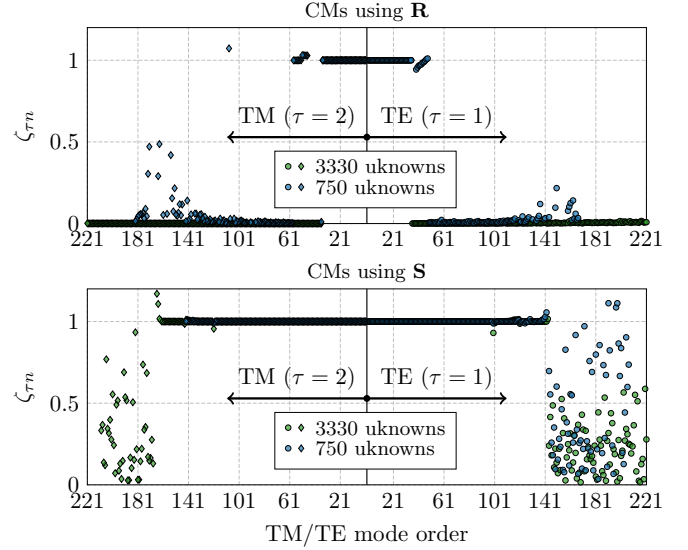 CMs using R
1
0.5
0
ζτn
TM (τ = 2)
TE (τ = 1)
3330 uknowns
750 uknowns
221 181 141 101 61 21 21 61 101 141 181 221
CMs using S
1
0.5
0
ζτn
TM (τ = 2)
TE (τ = 1)
3330 uknowns
750 uknowns
221 181 141 101 61 21 21 61 101 141 181 221
TM/TE mode order